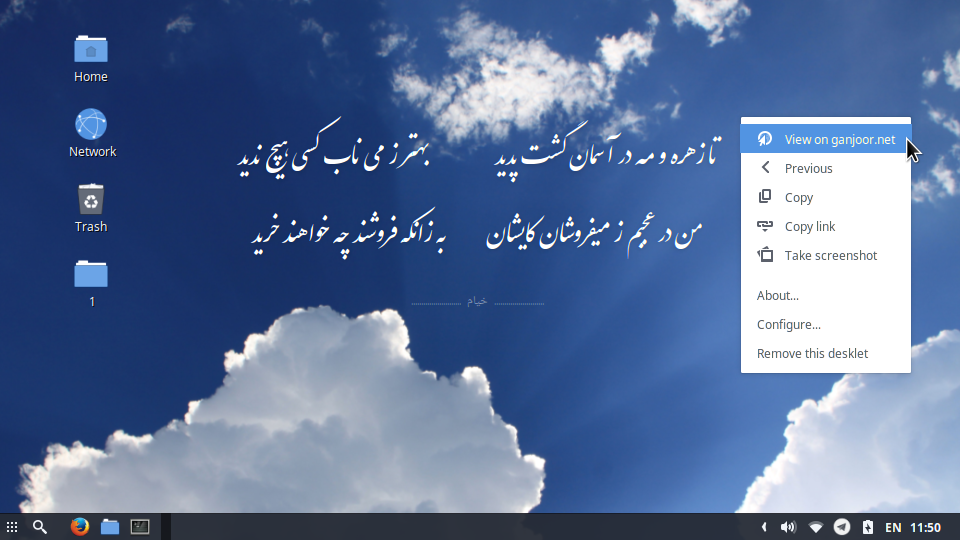 Home
Network
Trash
1
تا زهره و مه در آسمان گشت پدید بهتر ز می ناب کسی هیچ ندید
من در عجبم ز میفروشان کایشان به زانکه فروشند چه خواهند خرید
خیام
View on ganjoor.net
Previous
Copy
Copy link
Take screenshot
About...
Configure...
Remove this desklet
EN 11:50